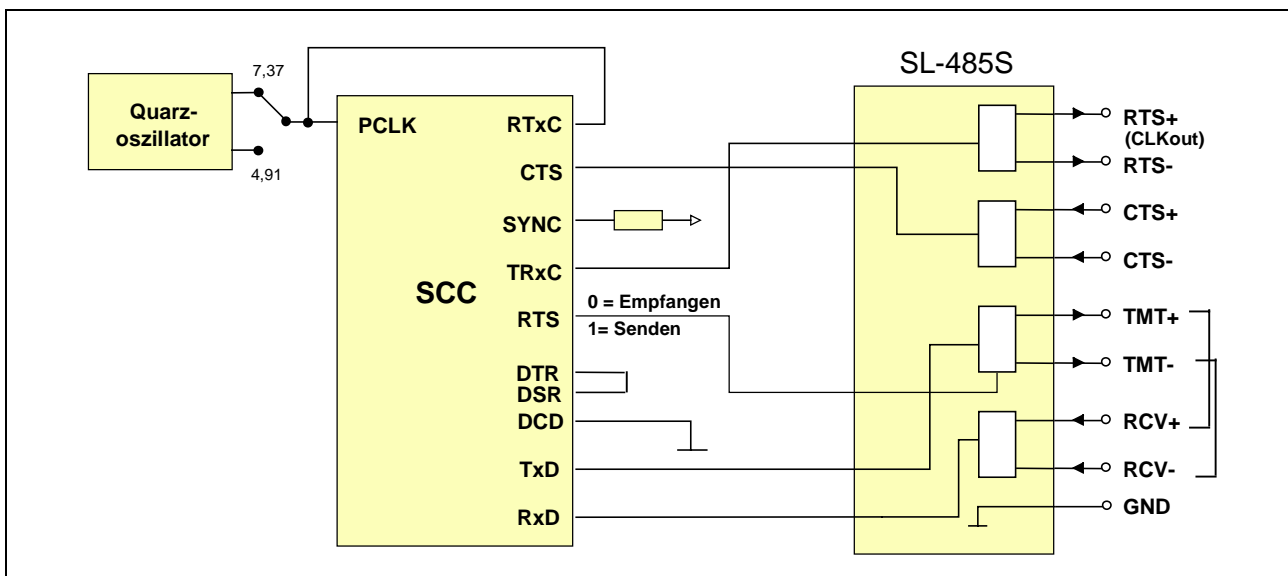 SL-485S
7,37
Quarz-
oszillator
4,91
PCLK
SCC
RTxC
CTS
SYNC
TRxC
RTS
DTR
DSR
DCD
TxD
RxD
0 = Empfangen
1= Senden
RTS+
(CLKout)
RTS-
CTS+
CTS-
TMT+
TMT-
RCV+
RCV-
GND